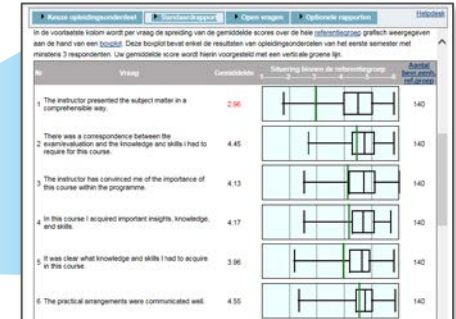 Keuze opleidingsonderdeel Standaardrapport Open vragen Optionele rapporten Helpdesk
In de voorlaatste kolom wordt per vraag de spreiding van de gemiddelde scores over de hele referentiegroep grafisch weergegeven
aan de hand van een boxplot. Deze boxplot bevat enkel de resultaten van opleidingsonderdelen van het eerste semester met
minstens 3 respondenten. Uw gemiddelde score wordt hierin voorgesteld met een verticale groene lijn.
Nr Vraag Gemiddelde Situering binnen de referentiegroep Aantal
1 2 3 4 5 6 ref.groep
1 The instructor presented the subject matter in a
comprehensible way. 2.96 140
There was a correspondence between the
2 exam/evaluation and the knowledge and skills I had to
require for this course. 4.45 140
3 The instructor has convinced me of the importance of
this course within the programme. 4.13 140
4 In this course I acquired important insights, knowledge,
and skills. 4.17 140
5 It was clear what knowledge and skills I had to acquire
in this course. 3.96 140
6 The practical arrangements were communicated well. 4.55 140